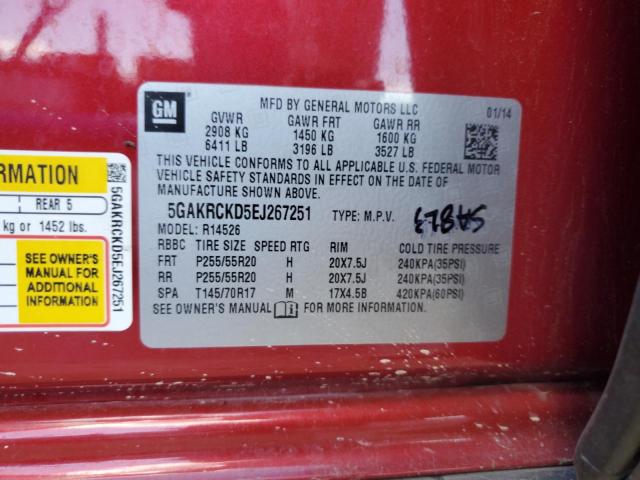 GM
MFD BY GENERAL MOTORS LLC 01/14
GVWR GAWR FRT GAWR RR
2908 KG 1450 KG 1600 KG
6411 LB 3196 LB 3527 LB
THIS VEHICLE CONFORMS TO ALL APPLICABLE U.S. FEDERAL MOTOR
VEHICLE SAFETY STANDARDS IN EFFECT ON THE DATE OF
MANUFACTURE SHOWN ABOVE.
5GAKRCKD5EJ267251 TYPE: M.P.V.
MODEL: R14526
RBBC TIRE SIZE SPEED RTG RIM COLD TIRE PRESSURE
FRT P255/55R20 H 20X7.5J 240KPA(35PSI)
RR P255/55R20 H 20X7.5J 240KPA(35PSI)
SPA T145/70R17 M 17X4.5B 420KPA(60PSI)
SEE OWNER'S MANUAL FOR MORE INFORMATION.
FORMATION
REAR 5
kg or 1452 lbs.
SEE OWNER'S
MANUAL FOR
ADDITIONAL
INFORMATION
5GAKRCKD5EJ267251